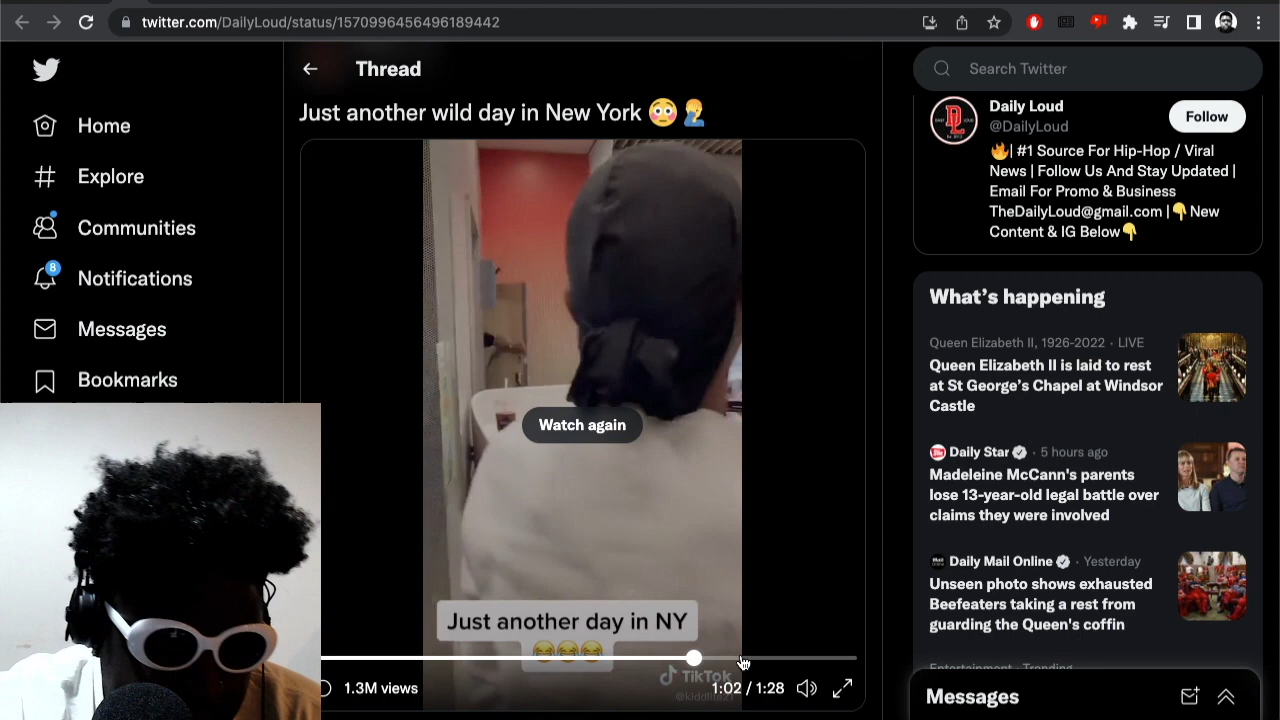 twitter.com/DailyLoud/status/1570996456496189442
Home
Explore
Communities
8
Notifications
Messages
Bookmarks
Thread
Just another wild day in New York 😳🤦‍♂️
Watch again
Just another day in NY
😂😂😂
TikTok
1.3M views
1:02 / 1:28
Search Twitter
Daily Loud
@DailyLoud
Follow
🔥| #1 Source For Hip-Hop / Viral
News | Follow Us And Stay Updated |
Email For Promo & Business
TheDailyLoud@gmail.com |👇New
Content & IG Below👇
What's happening
Queen Elizabeth II, 1926-2022 · LIVE
Queen Elizabeth II is laid to rest
at St George's Chapel at Windsor
Castle
Daily Star · 5 hours ago
Madeleine McCann's parents
lose 13-year-old legal battle over
claims they were involved
Daily Mail Online · Yesterday
Unseen photo shows exhausted
Beefeaters taking a rest from
guarding the Queen's coffin
Entertainment · Trending
Messages